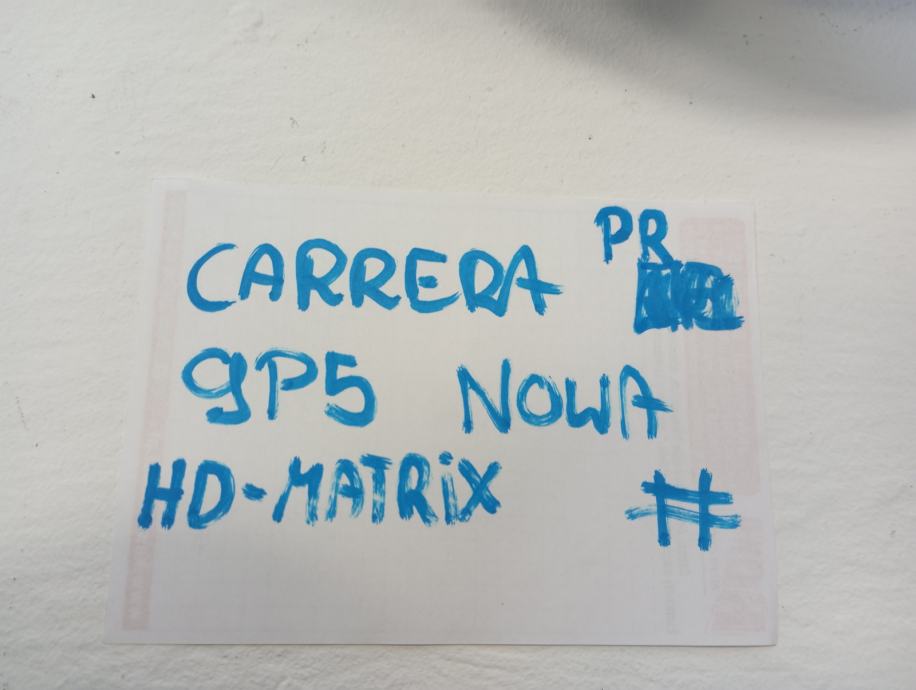 CARRERA PR
9P5 NOWA
HD-MATRiX #